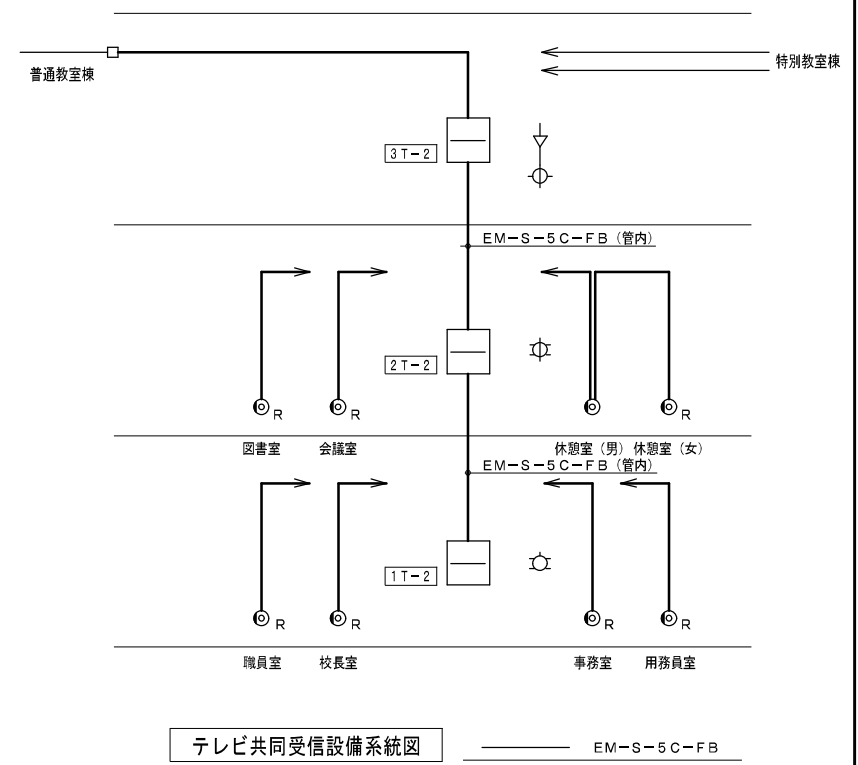 普通教室棟
特別教室棟
3T-2
EM-S-5C-FB(管内)
2T-2
R
R
R
図書室
会議室
休憩室(男)
休憩室(女)
EM-S-5C-FB(管内)
1T-2
R
R
R
R
職員室
校長室
事務室
用務員室
テレビ共同受信設備系統図
EM-S-5C-FB